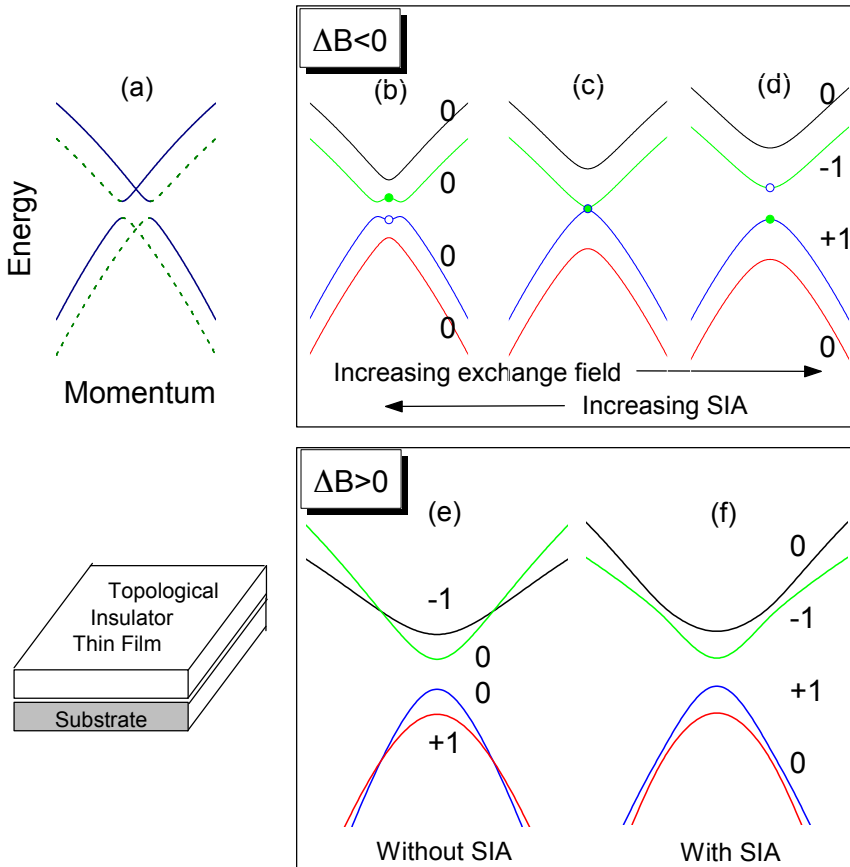 ΔB<0
(a)
(b)
(c)
(d)
0
0
0
0
0
-1
+1
0
Energy
Momentum
Increasing exchange field
Increasing SIA
ΔB>0
(e)
(f)
-1
0
0
+1
0
-1
+1
0
Without SIA
With SIA
Topological
Insulator
Thin Film
Substrate